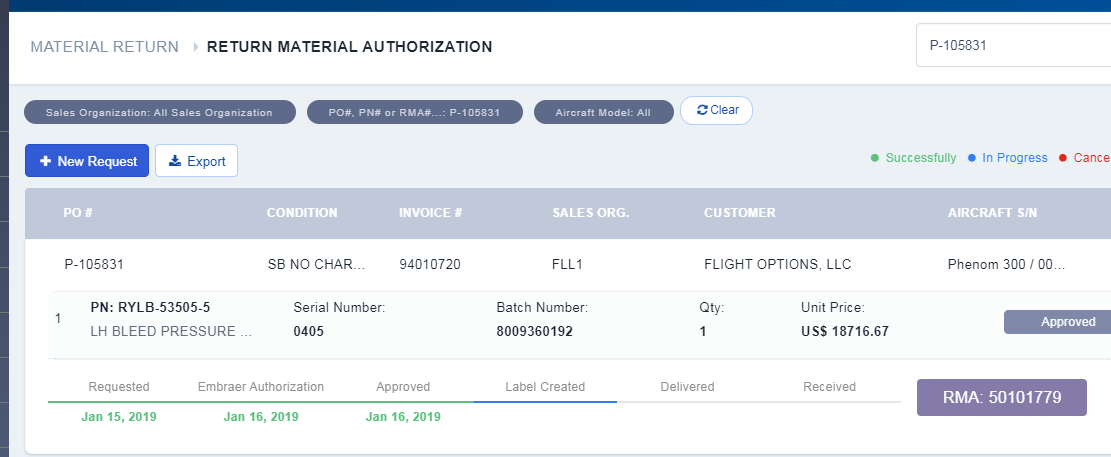 MATERIAL RETURN RETURN MATERIAL AUTHORIZATION P-105831
Sales Organization: All Sales Organization PO#, PN# or RMA#...: P-105831 Aircraft Model: All Clear
New Request Export Successfully In Progress Cance
PO # CONDITION INVOICE # SALES ORG. CUSTOMER AIRCRAFT S/N
P-105831 SB NO CHAR... 94010720 FLL1 FLIGHT OPTIONS, LLC Phenom 300 / 00...
PN: RYLB-53505-5 Serial Number: Batch Number: Qty: Unit Price:
1 Approved
LH BLEED PRESSURE ... 0405 8009360192 1 US$ 18716.67
Requested Embraer Authorization Approved Label Created Delivered Received
RMA: 50101779
Jan 15, 2019 Jan 16, 2019 Jan 16, 2019